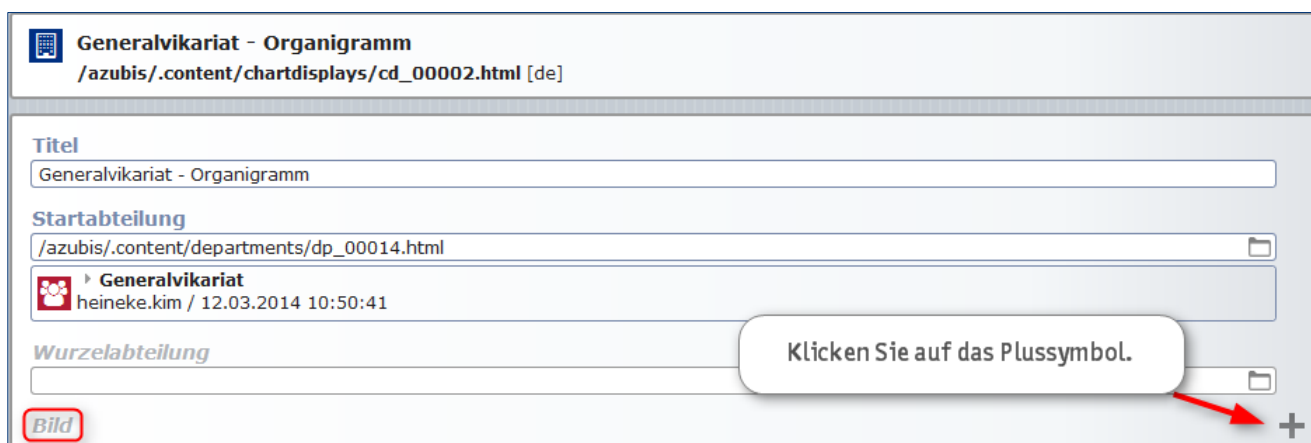 Generalvikariat - Organigramm
/azubis/.content/chartdisplays/cd_00002.html [de]
Titel
Generalvikariat - Organigramm
Startabteilung
/azubis/.content/departments/dp_00014.html
Generalvikariat
heineke.kim / 12.03.2014 10:50:41
Wurzelabteilung
Klicken Sie auf das Plussymbol.
Bild